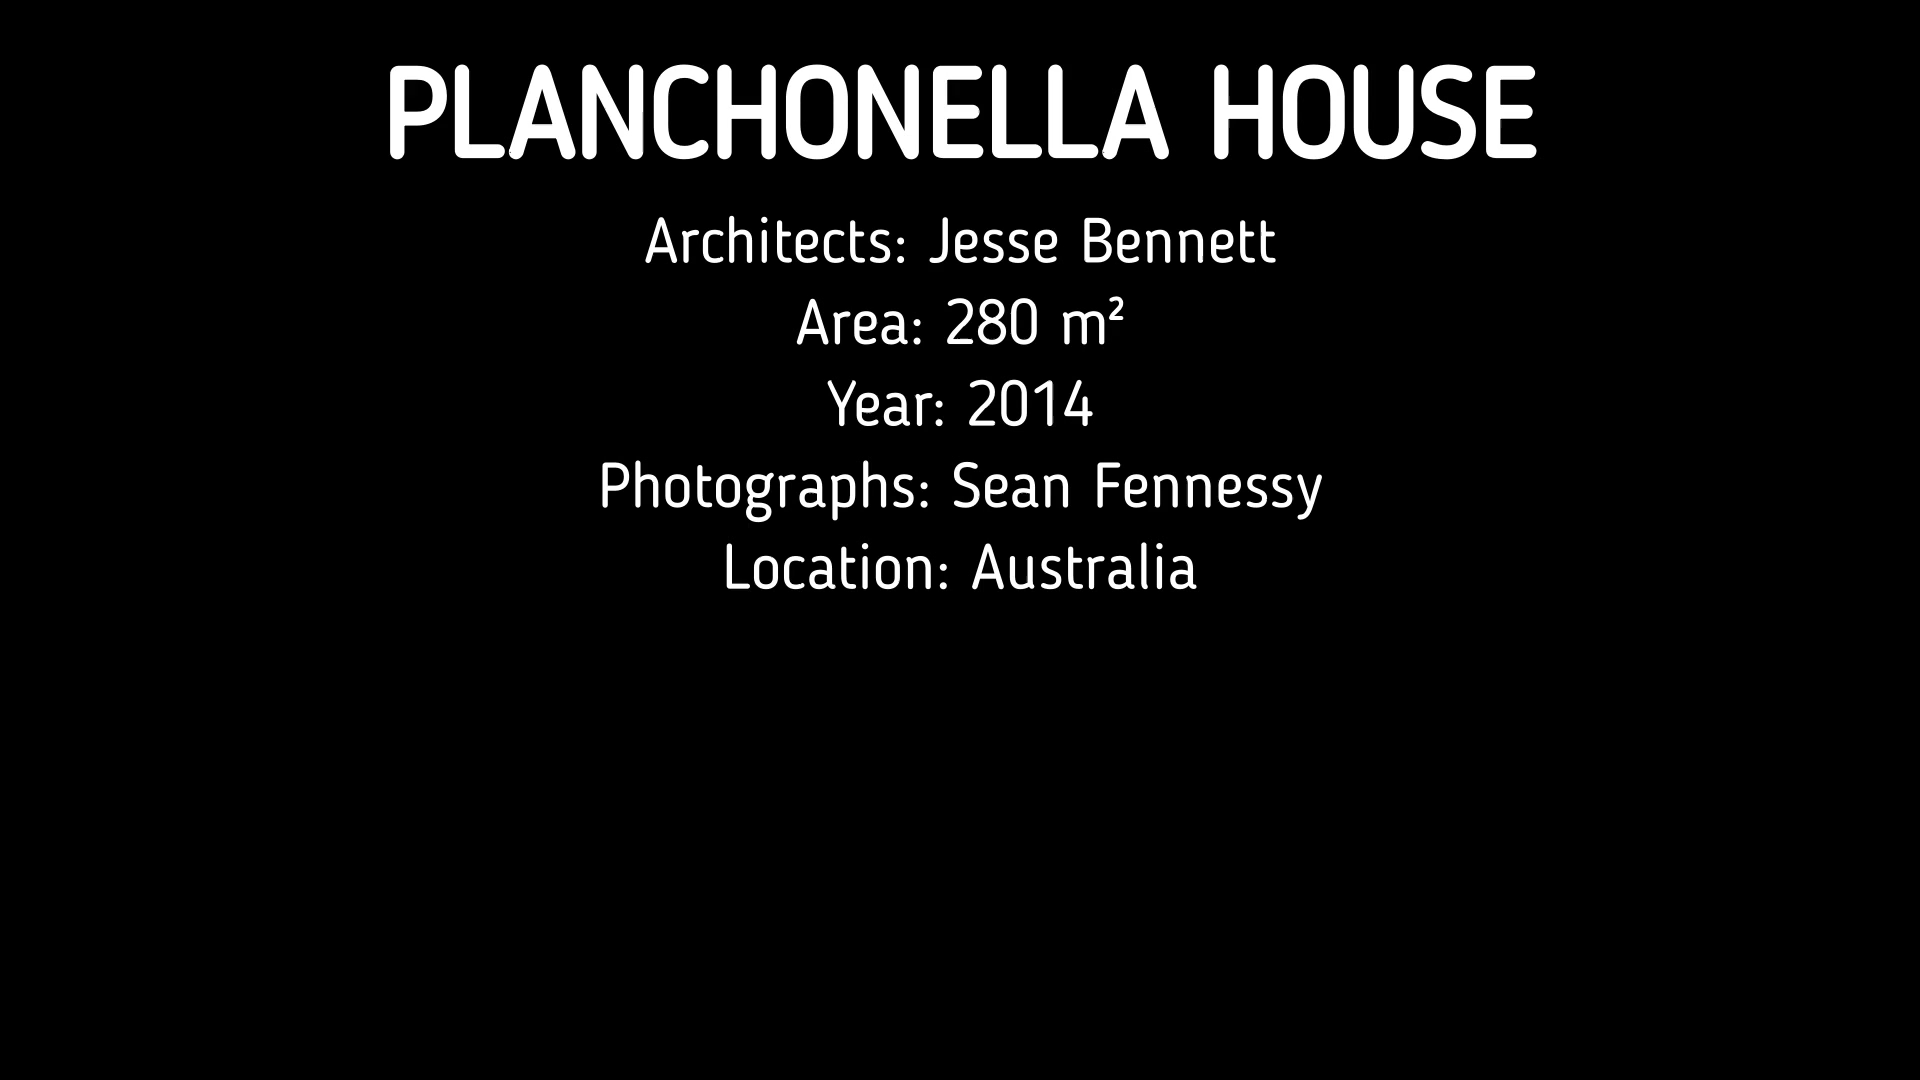 PLANCHONELLA HOUSE
Architects: Jesse Bennett
Area: 280 m²
Year: 2014
Photographs: Sean Fennessy
Location: Australia